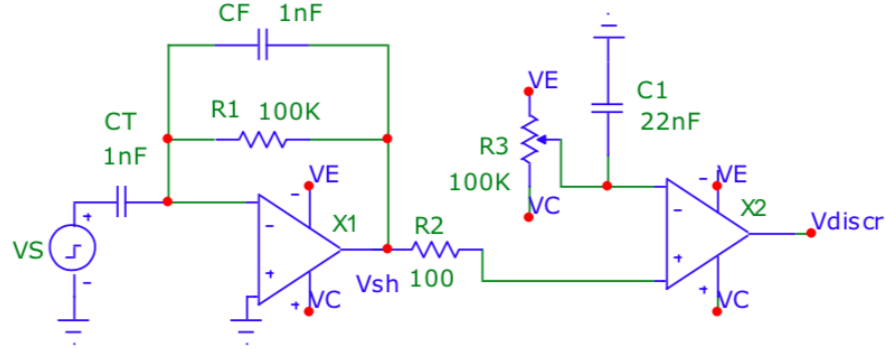 CF 1nF
R1 100K
CT
1nF
VS
+
-
-
+
- VE
X1
+ VC
Vsh
R2
100
VE
R3
100K
VC
C1
22nF
-
+
- VE
X2
+ VC
Vdiscr